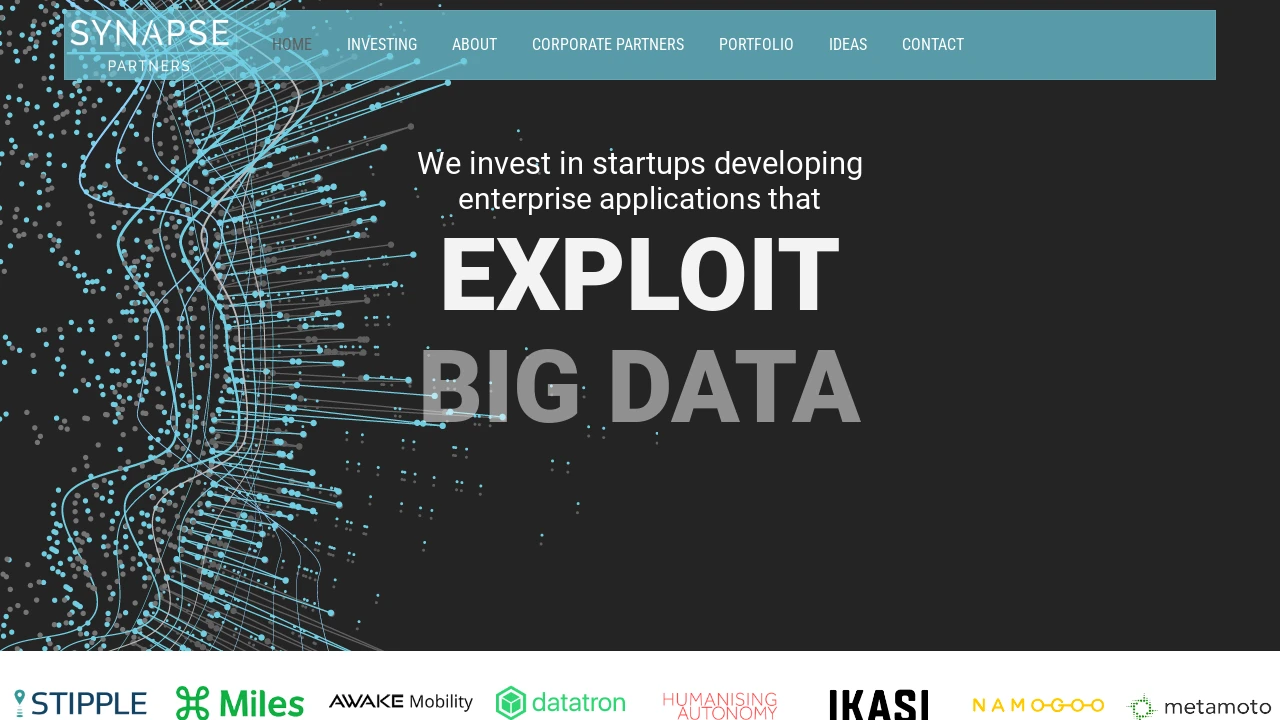 SYNAPSE
PARTNERS
HOME INVESTING ABOUT CORPORATE PARTNERS PORTFOLIO IDEAS CONTACT
We invest in startups developing
enterprise applications that
EXPLOIT
BIG DATA
STIPPLE Miles AWAKE Mobility datatron HUMANISING AUTONOMY IKASI NAMOGOO metamoto